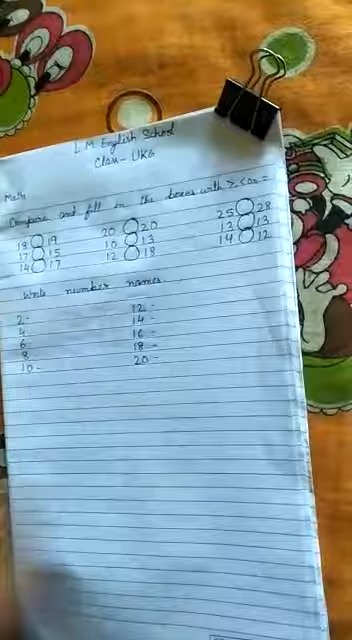 L.M. English School
Class- UKG
Math
Compare and fill in the boxes with >, < or =
18 ◯ 19 20 ◯ 20 25 ◯ 28
17 ◯ 15 10 ◯ 13 13 ◯ 13
14 ◯ 17 12 ◯ 18 14 ◯ 12
Write number names
2- 12-
4- 14-
6- 16-
8- 18-
10- 20-